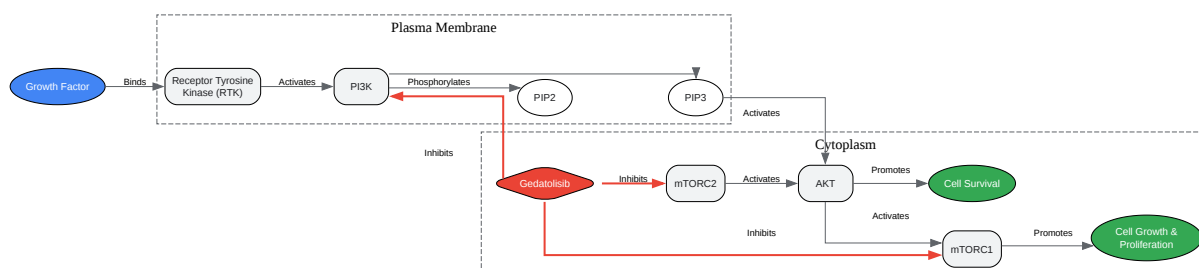 Plasma Membrane
Growth Factor
Binds
Receptor Tyrosine
Kinase (RTK)
Activates
PI3K
Phosphorylates
PIP2
PIP3
Activates
Inhibits
Cytoplasm
Gedatolisib
Inhibits
mTORC2
Activates
AKT
Promotes
Cell Survival
Activates
Inhibits
mTORC1
Promotes
Cell Growth &
Proliferation